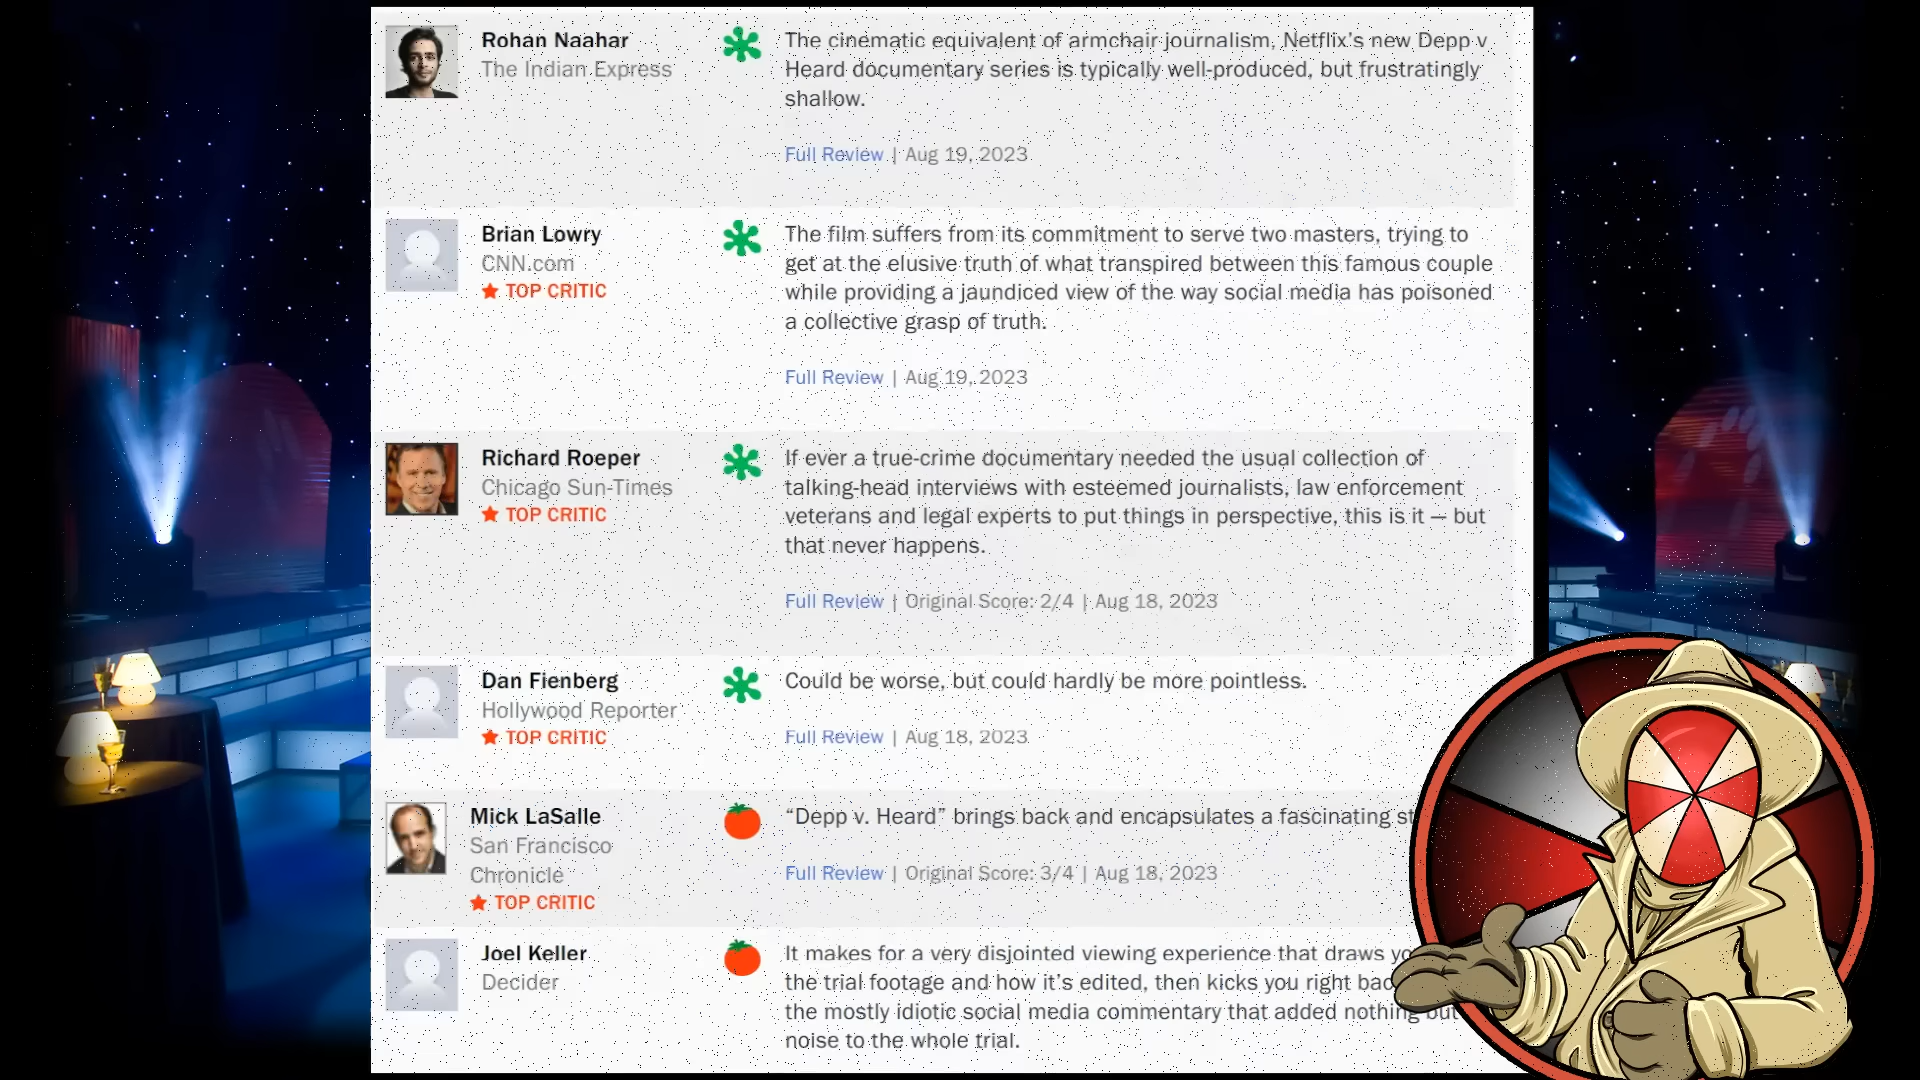 Rohan Naahar
The Indian Express
The cinematic equivalent of armchair journalism, Netflix's new Depp v
Heard documentary series is typically well-produced, but frustratingly
shallow.
Full Review | Aug 19, 2023
Brian Lowry
CNN.com
TOP CRITIC
The film suffers from its commitment to serve two masters, trying to
get at the elusive truth of what transpired between this famous couple
while providing a jaundiced view of the way social media has poisoned
a collective grasp of truth.
Full Review | Aug 19, 2023
Richard Roeper
Chicago Sun-Times
TOP CRITIC
If ever a true-crime documentary needed the usual collection of
talking-head interviews with esteemed journalists, law enforcement
veterans and legal experts to put things in perspective, this is it — but
that never happens.
Full Review | Original Score: 2/4 | Aug 18, 2023
Dan Fienberg
Hollywood Reporter
TOP CRITIC
Could be worse, but could hardly be more pointless.
Full Review | Aug 18, 2023
Mick LaSalle
San Francisco
Chronicle
TOP CRITIC
“Depp v. Heard” brings back and encapsulates a fascinating
Full Review | Original Score: 3/4 | Aug 18, 2023
Joel Keller
Decider
It makes for a very disjointed viewing experience that draws
the trial footage and how it's edited, then kicks you right
the mostly idiotic social media commentary that added nothing but
noise to the whole trial.